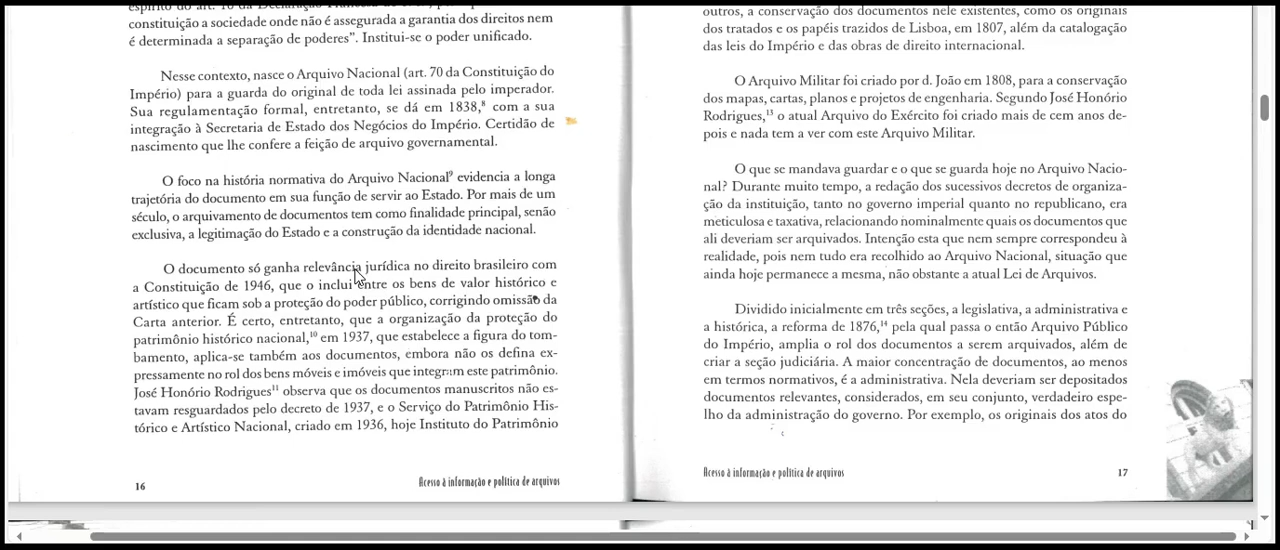 constituição a sociedade onde não é assegurada a garantia dos direitos nem
é determinada a separação de poderes”. Institui-se o poder unificado.
Nesse contexto, nasce o Arquivo Nacional (art. 70 da Constituição do
Império) para a guarda do original de toda lei assinada pelo imperador.
Sua regulamentação formal, entretanto, se dá em 1838,⁸ com a sua
integração à Secretaria de Estado dos Negócios do Império. Certidão de
nascimento que lhe confere a feição de arquivo governamental.
O foco na história normativa do Arquivo Nacional⁹ evidencia a longa
trajetória do documento em sua função de servir ao Estado. Por mais de um
século, o arquivamento de documentos tem como finalidade principal, senão
exclusiva, a legitimação do Estado e a construção da identidade nacional.
O documento só ganha relevância jurídica no direito brasileiro com
a Constituição de 1946, que o inclui entre os bens de valor histórico e
artístico que ficam sob a proteção do poder público, corrigindo omissão da
Carta anterior. É certo, entretanto, que a organização da proteção do
patrimônio histórico nacional,¹⁰ em 1937, que estabelece a figura do tom-
bamento, aplica-se também aos documentos, embora não os defina ex-
pressamente no rol dos bens móveis e imóveis que integram este patrimônio.
José Honório Rodrigues¹¹ observa que os documentos manuscritos não es-
tavam resguardados pelo decreto de 1937, e o Serviço do Patrimônio His-
tórico e Artístico Nacional, criado em 1936, hoje Instituto do Patrimônio
16
Acesso à informação e política de arquivos
outros, a conservação dos documentos nele existentes, como os originais
dos tratados e os papéis trazidos de Lisboa, em 1807, além da catalogação
das leis do Império e das obras de direito internacional.
O Arquivo Militar foi criado por d. João em 1808, para a conservação
dos mapas, cartas, planos e projetos de engenharia. Segundo José Honório
Rodrigues,¹³ o atual Arquivo do Exército foi criado mais de cem anos de-
pois e nada tem a ver com este Arquivo Militar.
O que se mandava guardar e o que se guarda hoje no Arquivo Nacio-
nal? Durante muito tempo, a redação dos sucessivos decretos de organiza-
ção da instituição, tanto no governo imperial quanto no republicano, era
meticulosa e taxativa, relacionando nominalmente quais os documentos que
ali deveriam ser arquivados. Intenção esta que nem sempre correspondeu à
realidade, pois nem tudo era recolhido ao Arquivo Nacional, situação que
ainda hoje permanece a mesma, não obstante a atual Lei de Arquivos.
Dividido inicialmente em três seções, a legislativa, a administrativa e
a histórica, a reforma de 1876,¹⁴ pela qual passa o então Arquivo Público
do Império, amplia o rol dos documentos a serem arquivados, além de
criar a seção judiciária. A maior concentração de documentos, ao menos
em termos normativos, é a administrativa. Nela deveriam ser depositados
documentos relevantes, considerados, em seu conjunto, verdadeiro espe-
lho da administração do governo. Por exemplo, os originais dos atos do
Acesso à informação e política de arquivos
17